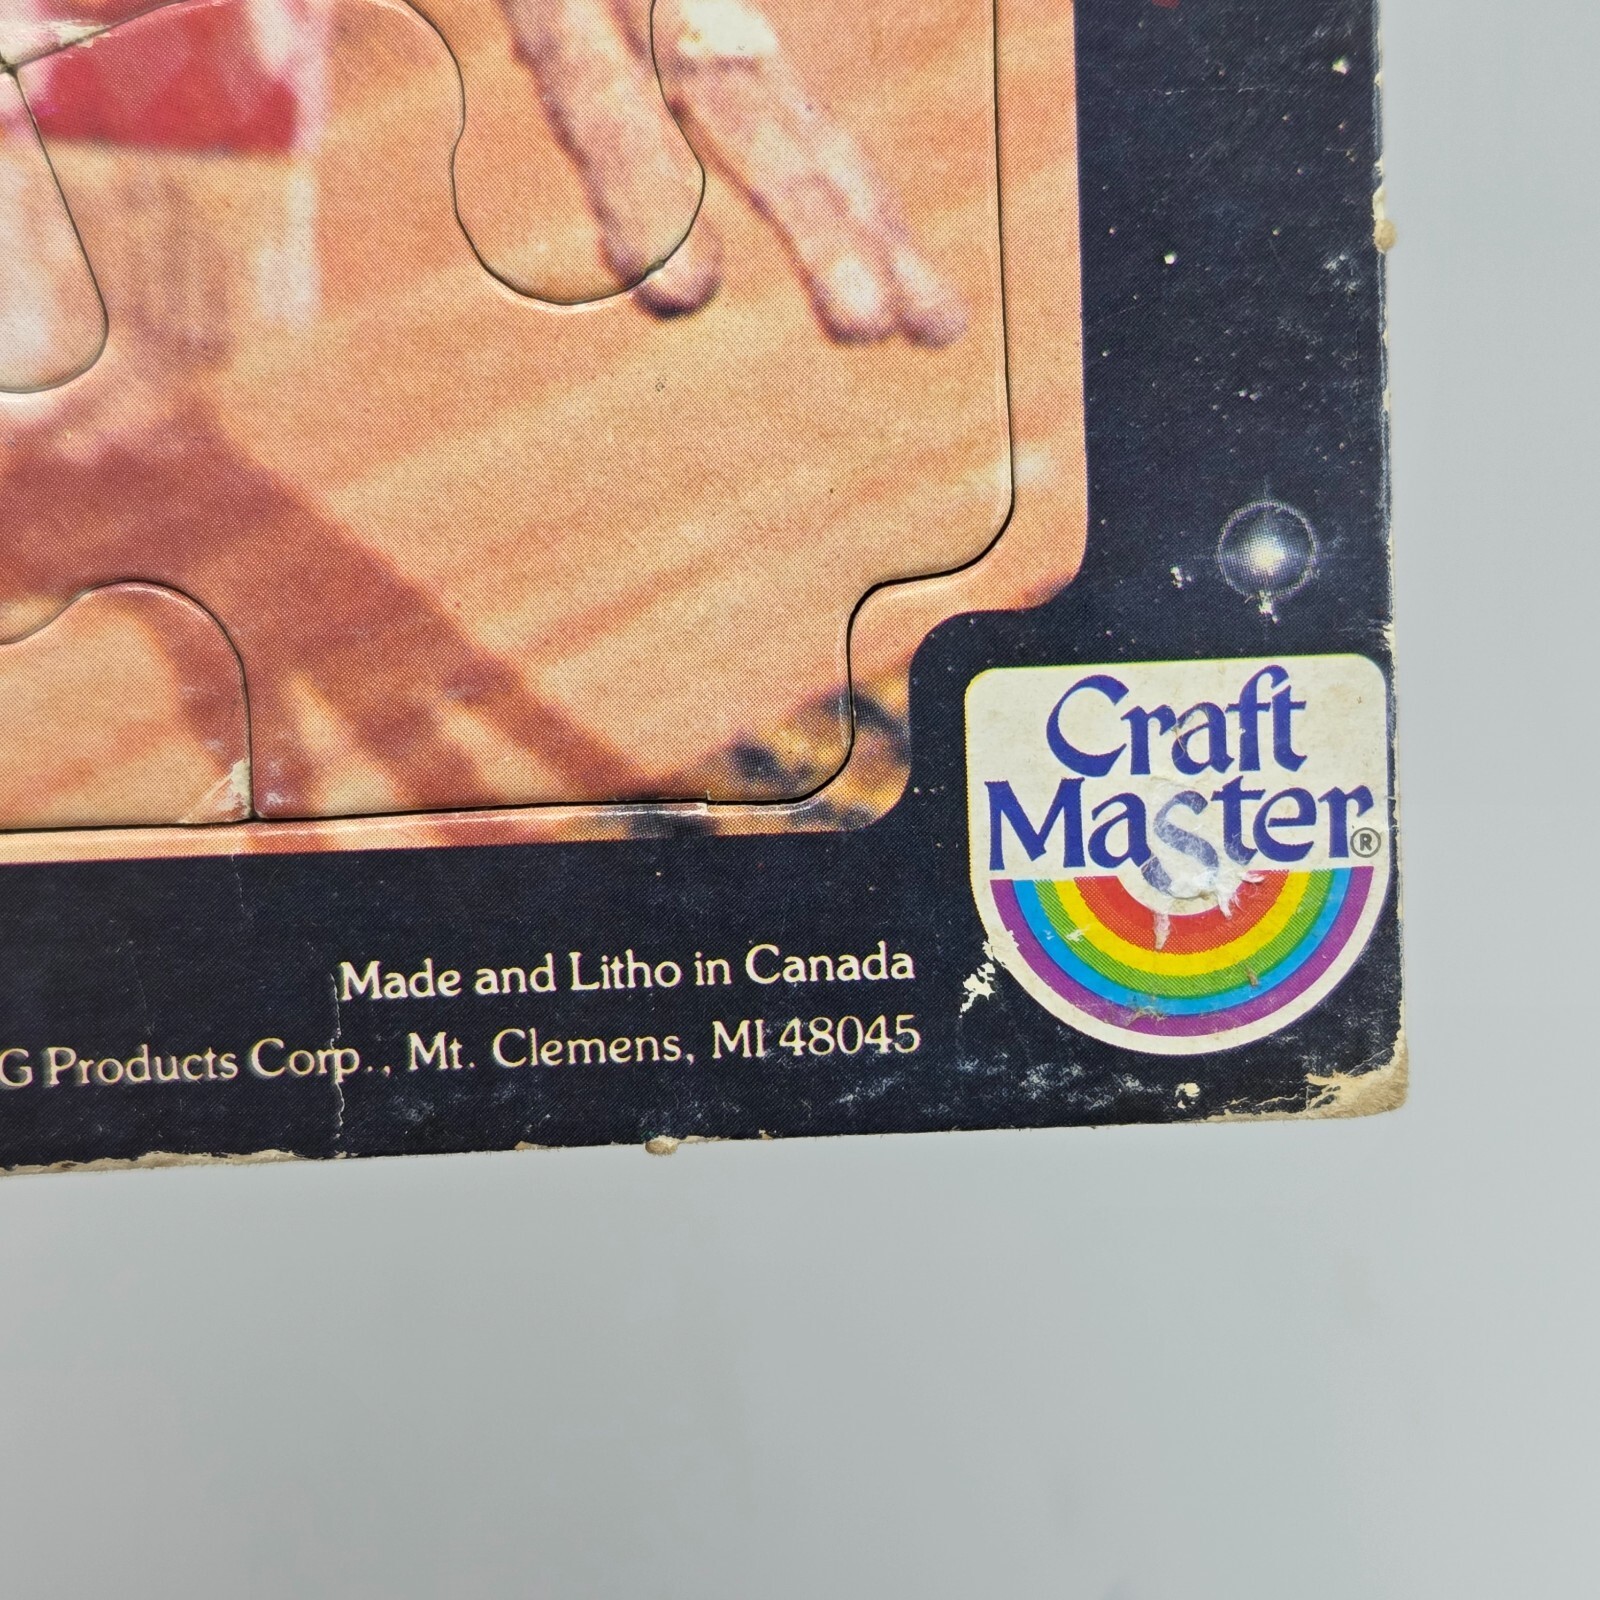 Craft
Master®
Made and Litho in Canada
G Products Corp., Mt. Clemens, MI 48045